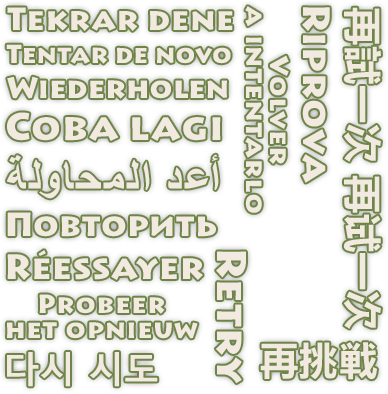 Tekrar dene
Tentar de novo
Wiederholen
Coba lagi
أعد المحاولة
Повторить
Réessayer
Probeer
het opnieuw
다시 시도
Retry
Volver
a intentarlo
Riprova
再試一次
再试一次
再挑戦